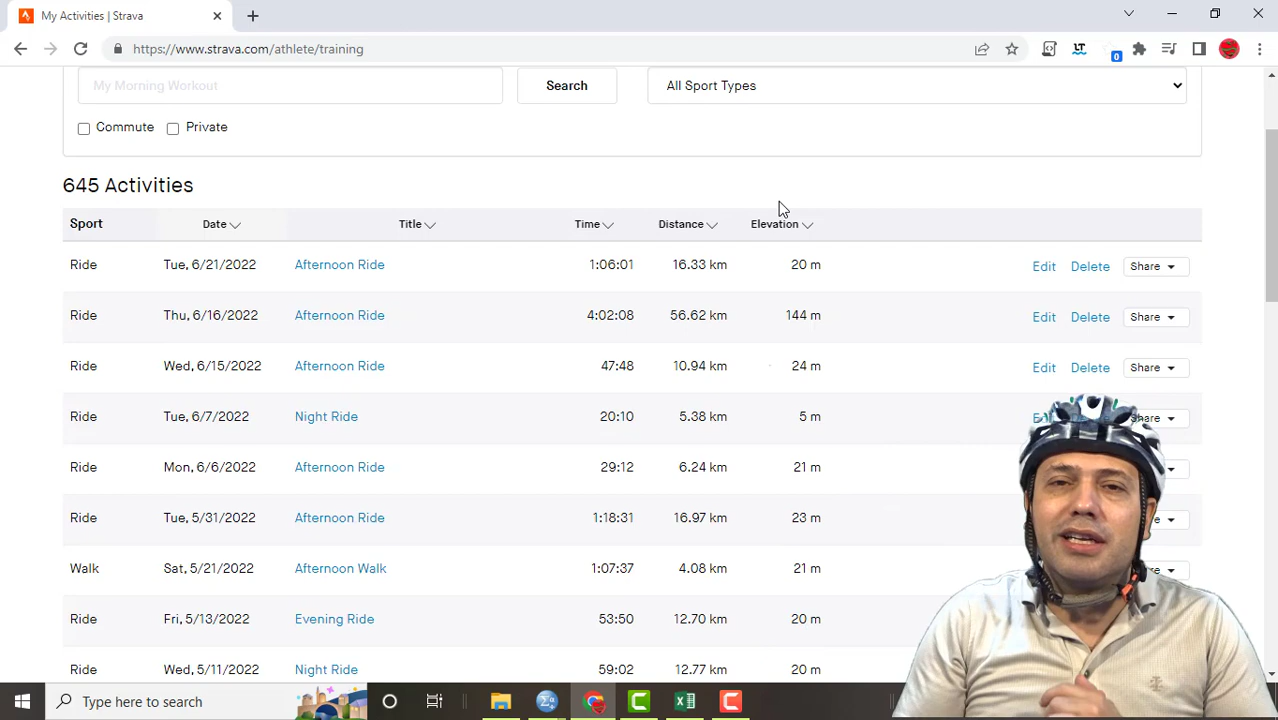 My Activities | Strava
https://www.strava.com/athlete/training
0
My Morning Workout
Search
All Sport Types
Commute
Private
645 Activities
Sport Date Title Time Distance Elevation
Ride Tue, 6/21/2022 Afternoon Ride 1:06:01 16.33 km 20 m Edit Delete Share
Ride Thu, 6/16/2022 Afternoon Ride 4:02:08 56.62 km 144 m Edit Delete Share
Ride Wed, 6/15/2022 Afternoon Ride 47:48 10.94 km 24 m Edit Delete Share
Ride Tue, 6/7/2022 Night Ride 20:10 5.38 km 5 m
Ride Mon, 6/6/2022 Afternoon Ride 29:12 6.24 km 21 m
Ride Tue, 5/31/2022 Afternoon Ride 1:18:31 16.97 km 23 m
Walk Sat, 5/21/2022 Afternoon Walk 1:07:37 4.08 km 21 m
Ride Fri, 5/13/2022 Evening Ride 53:50 12.70 km 20 m
Ride Wed, 5/11/2022 Night Ride 59:02 12.77 km 20 m
Type here to search